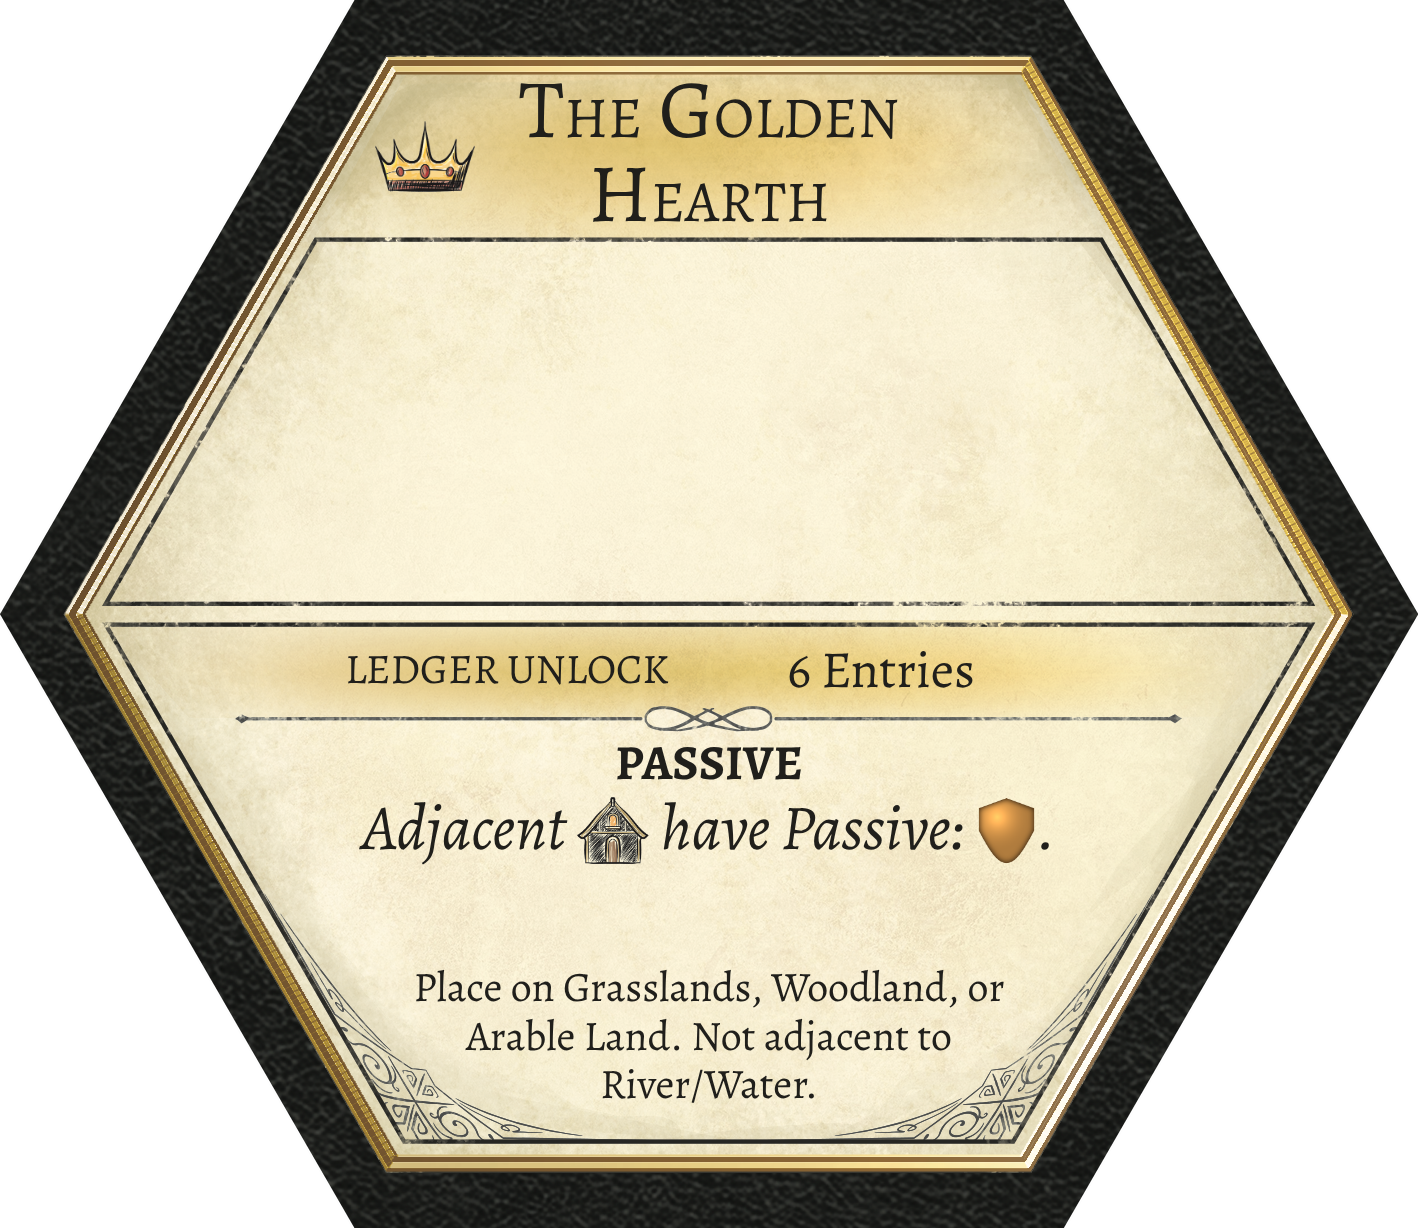 The Golden
Hearth
LEDGER UNLOCK 6 Entries
PASSIVE
Adjacent have Passive: .
Place on Grasslands, Woodland, or
Arable Land. Not adjacent to
River/Water.